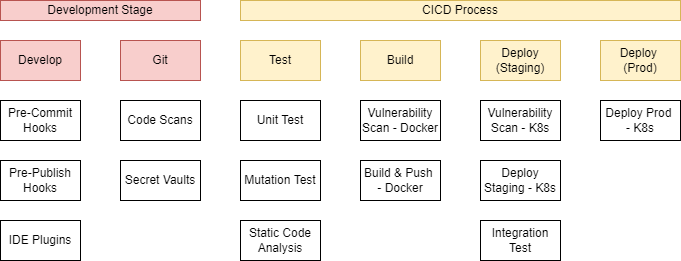 Development Stage
CICD Process
Develop
Git
Test
Build
Deploy
(Staging)
Deploy
(Prod)
Pre-Commit
Hooks
Code Scans
Unit Test
Vulnerability
Scan - Docker
Vulnerability
Scan - K8s
Deploy Prod
- K8s
Pre-Publish
Hooks
Secret Vaults
Mutation Test
Build & Push
- Docker
Deploy
Staging - K8s
IDE Plugins
Static Code
Analysis
Integration
Test